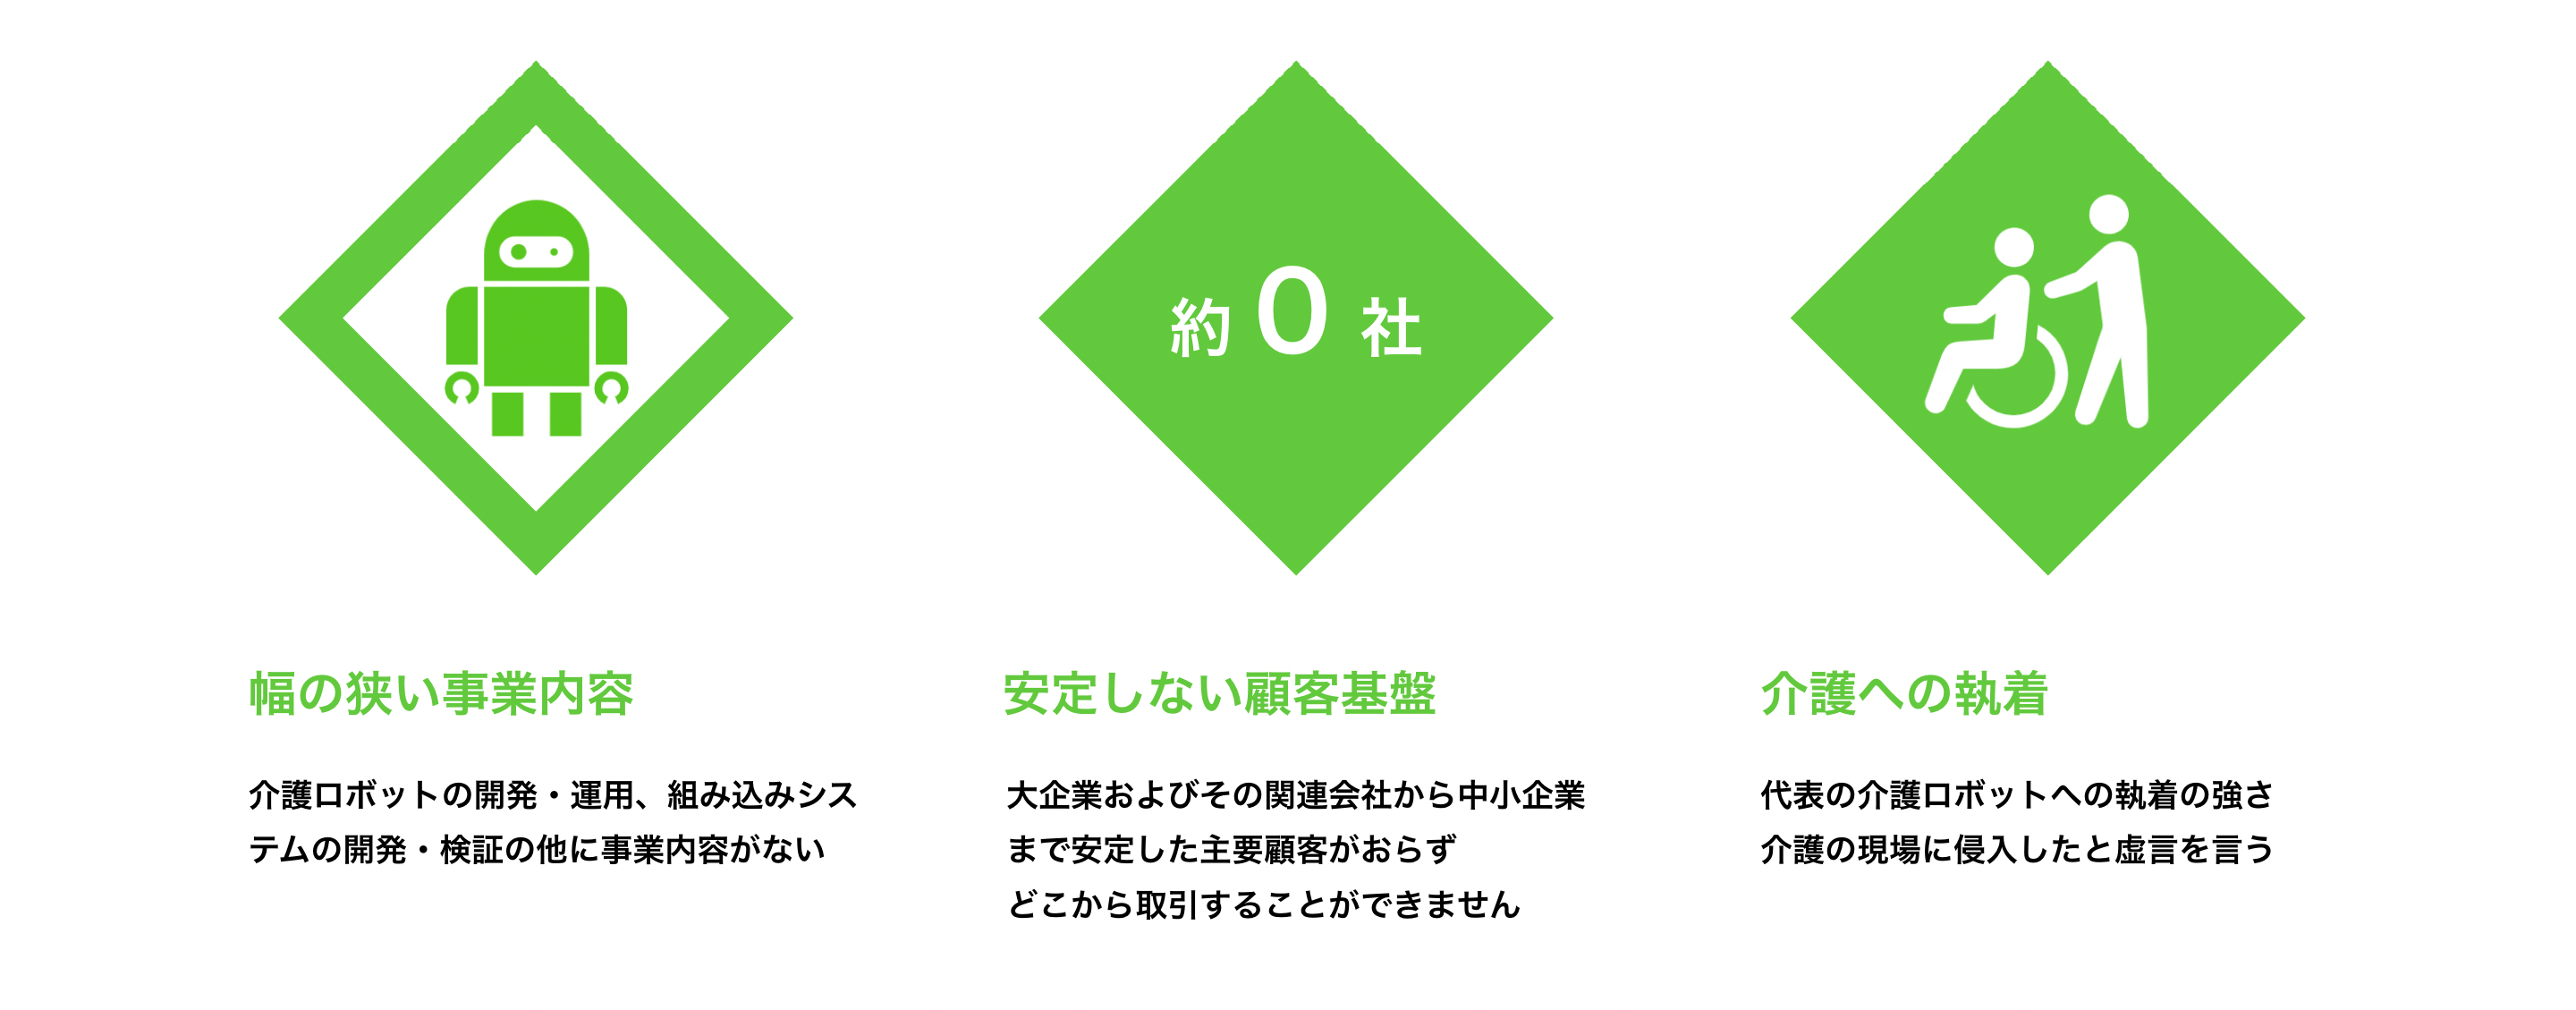 約 0 社
幅の狭い事業内容
介護ロボットの開発・運用、組み込みシス
テムの開発・検証の他に事業内容がない
安定しない顧客基盤
大企業およびその関連会社から中小企業
まで安定した主要顧客がおらず
どこから取引することができません
介護への執着
代表の介護ロボットへの執着の強さ
介護の現場に侵入したと虚言を言う